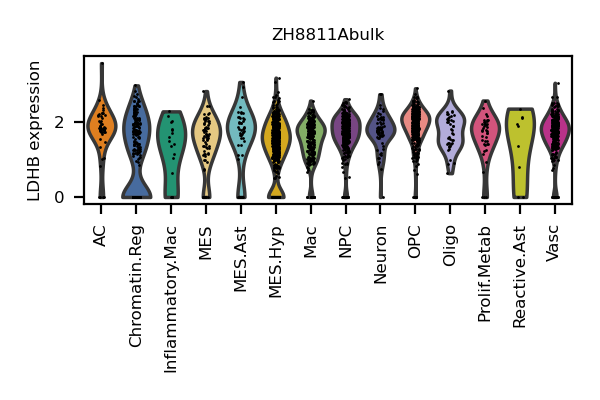 ZH8811Abulk
LDHB expression
2
0
AC
Chromatin.Reg
Inflammatory.Mac
MES
MES.Ast
MES.Hyp
Mac
NPC
Neuron
OPC
Oligo
Prolif.Metab
Reactive.Ast
Vasc